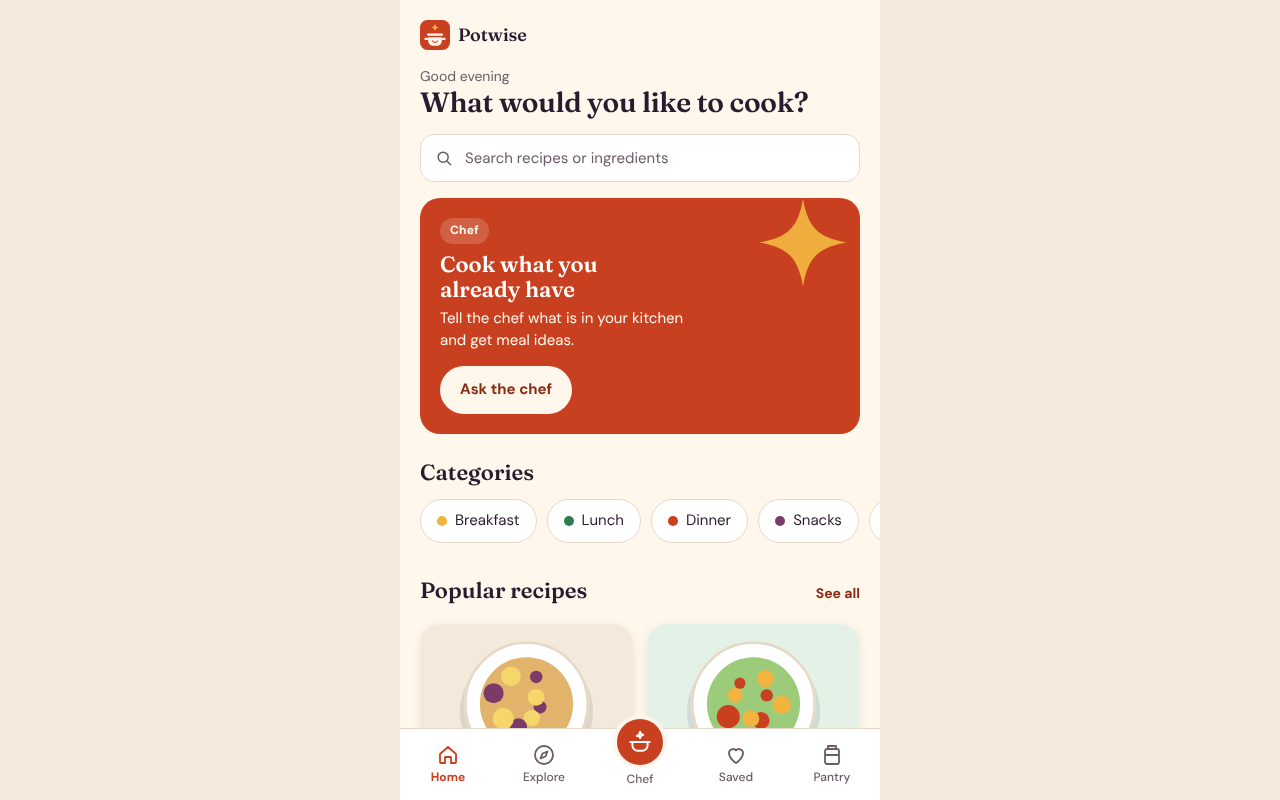 Potwise
Good evening
What would you like to cook?
Search recipes or ingredients
Chef
Cook what you
already have
Tell the chef what is in your kitchen
and get meal ideas.
Ask the chef
Categories
Breakfast
Lunch
Dinner
Snacks
Popular recipes
See all
Home
Explore
Chef
Saved
Pantry